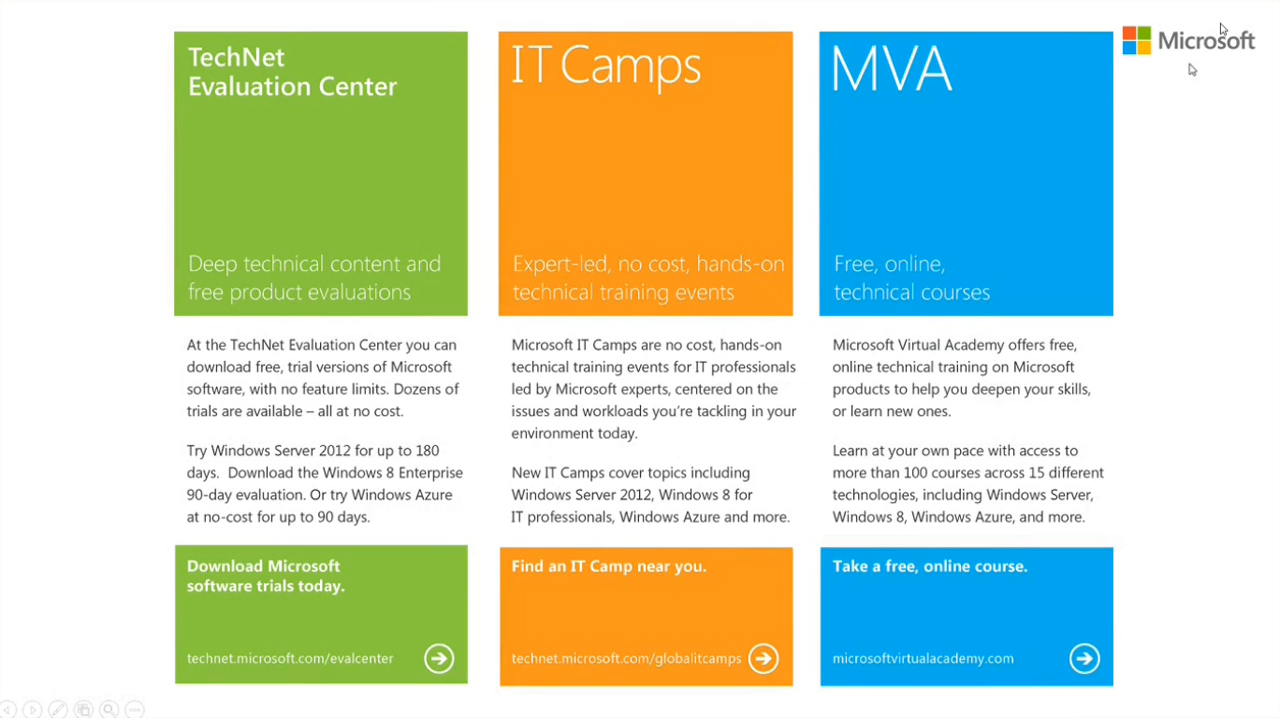 TechNet
Evaluation Center
Deep technical content and
free product evaluations
At the TechNet Evaluation Center you can
download free, trial versions of Microsoft
software, with no feature limits. Dozens of
trials are available – all at no cost.
Try Windows Server 2012 for up to 180
days.  Download the Windows 8 Enterprise
90-day evaluation. Or try Windows Azure
at no-cost for up to 90 days.
Download Microsoft
software trials today.
technet.microsoft.com/evalcenter
IT Camps
Expert-led, no cost, hands-on
technical training events
Microsoft IT Camps are no cost, hands-on
technical training events for IT professionals
led by Microsoft experts, centered on the
issues and workloads you're tackling in your
environment today.
New IT Camps cover topics including
Windows Server 2012, Windows 8 for
IT professionals, Windows Azure and more.
Find an IT Camp near you.
technet.microsoft.com/globalitcamps
MVA
Free, online,
technical courses
Microsoft Virtual Academy offers free,
online technical training on Microsoft
products to help you deepen your skills,
or learn new ones.
Learn at your own pace with access to
more than 100 courses across 15 different
technologies, including Windows Server,
Windows 8, Windows Azure, and more.
Take a free, online course.
microsoftvirtualacademy.com
Microsoft